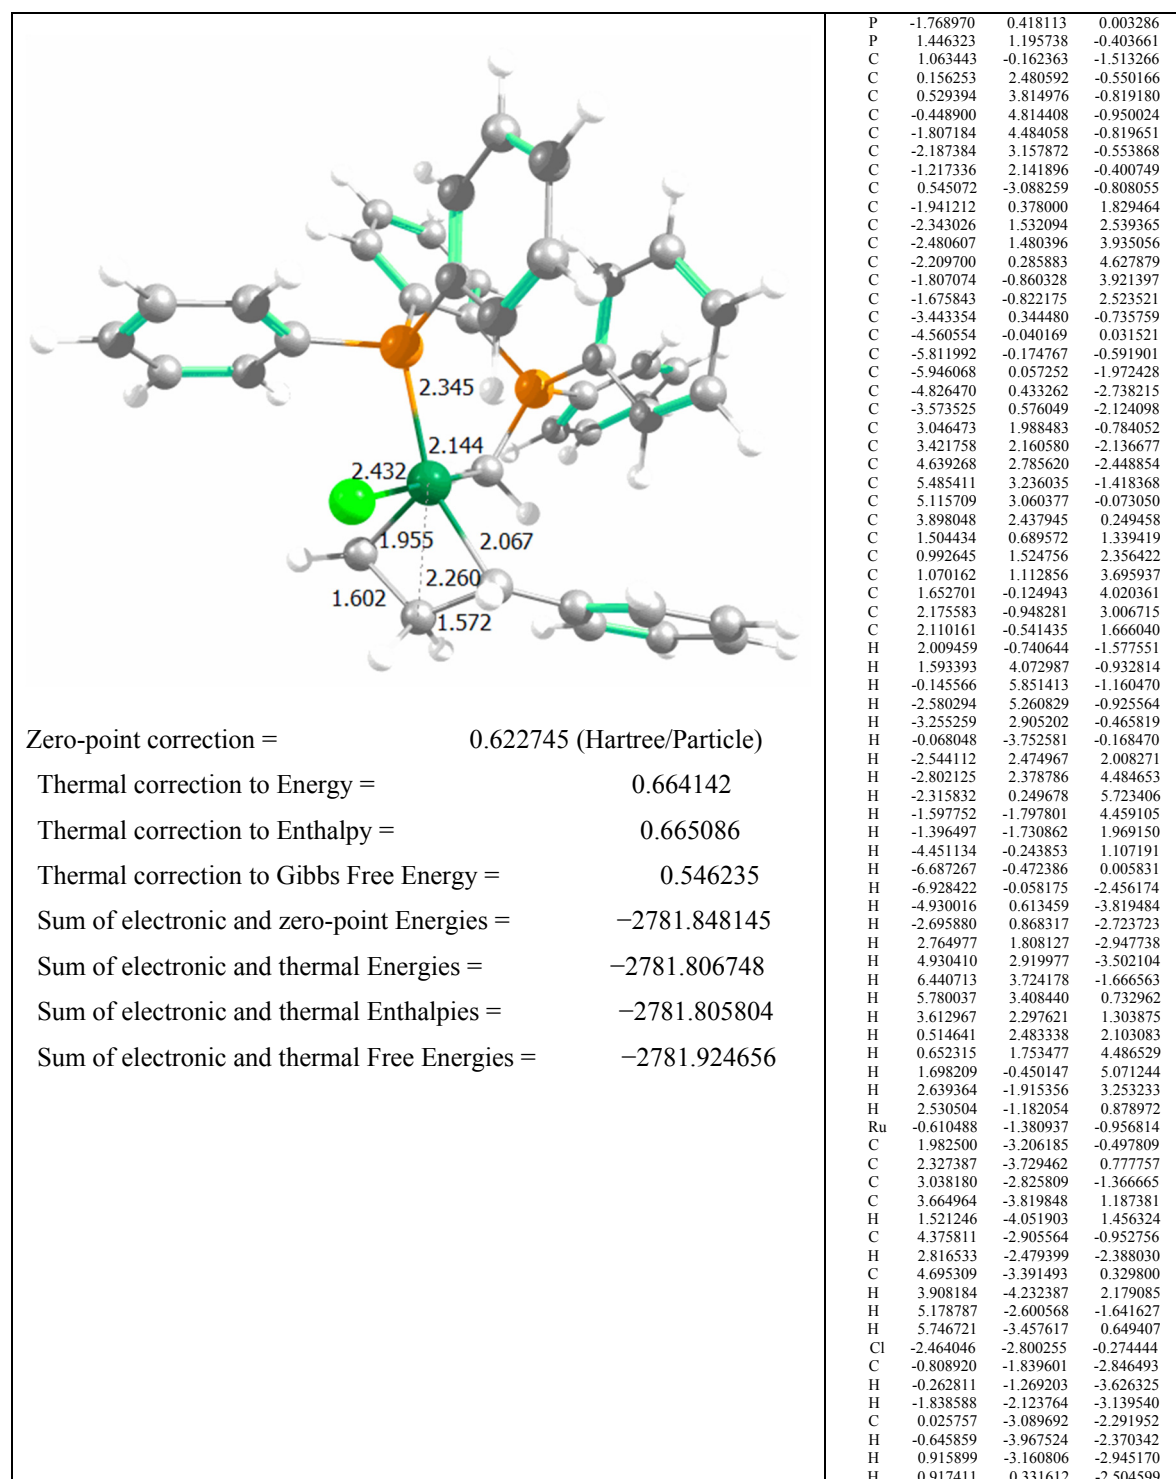 2.345
2.144
2.432
1.955
2.067
2.260
1.602
1.572
Zero-point correction = 0.622745 (Hartree/Particle)
Thermal correction to Energy = 0.664142
Thermal correction to Enthalpy = 0.665086
Thermal correction to Gibbs Free Energy = 0.546235
Sum of electronic and zero-point Energies = −2781.848145
Sum of electronic and thermal Energies = −2781.806748
Sum of electronic and thermal Enthalpies = −2781.805804
Sum of electronic and thermal Free Energies = −2781.924656
P -1.768970 0.418113 0.003286
P 1.446323 1.195738 -0.403661
C 1.063443 -0.162363 -1.513266
C 0.156253 2.480592 -0.550166
C 0.529394 3.814976 -0.819180
C -0.448900 4.814408 -0.950024
C -1.807184 4.484058 -0.819651
C -2.187384 3.157872 -0.553868
C -1.217336 2.141896 -0.400749
C 0.545072 -3.088259 -0.808055
C -1.941212 0.378000 1.829464
C -2.343026 1.532094 2.539365
C -2.480607 1.480396 3.935056
C -2.209700 0.285883 4.627879
C -1.807074 -0.860328 3.921397
C -1.675843 -0.822175 2.523521
C -3.443354 0.344480 -0.735759
C -4.560554 -0.040169 0.031521
C -5.811992 -0.174767 -0.591901
C -5.946068 0.057252 -1.972428
C -4.826470 0.433262 -2.738215
C -3.573525 0.576049 -2.124098
C 3.046473 1.988483 -0.784052
C 3.421758 2.160580 -2.136677
C 4.639268 2.785620 -2.448854
C 5.485411 3.236035 -1.418368
C 5.115709 3.060377 -0.073050
C 3.898048 2.437945 0.249458
C 1.504434 0.689572 1.339419
C 0.992645 1.524756 2.356422
C 1.070162 1.112856 3.695937
C 1.652701 -0.124943 4.020361
C 2.175583 -0.948281 3.006715
C 2.110161 -0.541435 1.666040
H 2.009459 -0.740644 -1.577551
H 1.593393 4.072987 -0.932814
H -0.145566 5.851413 -1.160470
H -2.580294 5.260829 -0.925564
H -3.255259 2.905202 -0.465819
H -0.068048 -3.752581 -0.168470
H -2.544112 2.474967 2.008271
H -2.802125 2.378786 4.484653
H -2.315832 0.249678 5.723406
H -1.597752 -1.797801 4.459105
H -1.396497 -1.730862 1.969150
H -4.451134 -0.243853 1.107191
H -6.687267 -0.472386 0.005831
H -6.928422 -0.058175 -2.456174
H -4.930016 0.613459 -3.819484
H -2.695880 0.868317 -2.723723
H 2.764977 1.808127 -2.947738
H 4.930410 2.919977 -3.502104
H 6.440713 3.724178 -1.666563
H 5.780037 3.408440 0.732962
H 3.612967 2.297621 1.303875
H 0.514641 2.483338 2.103083
H 0.652315 1.753477 4.486529
H 1.698209 -0.450147 5.071244
H 2.639364 -1.915356 3.253233
H 2.530504 -1.182054 0.878972
Ru -0.610488 -1.380937 -0.956814
C 1.982500 -3.206185 -0.497809
C 2.327387 -3.729462 0.777757
C 3.038180 -2.825809 -1.366665
C 3.664964 -3.819848 1.187381
H 1.521246 -4.051903 1.456324
C 4.375811 -2.905564 -0.952756
H 2.816533 -2.479399 -2.388030
C 4.695309 -3.391493 0.329800
H 3.908184 -4.232387 2.179085
H 5.178787 -2.600568 -1.641627
H 5.746721 -3.457617 0.649407
Cl -2.464046 -2.800255 -0.274444
C -0.808920 -1.839601 -2.846493
H -0.262811 -1.269203 -3.626325
H -1.838588 -2.123764 -3.139540
C 0.025757 -3.089692 -2.291952
H -0.645859 -3.967524 -2.370342
H 0.915899 -3.160806 -2.945170
H 0.917411 0.331612 -2.504599